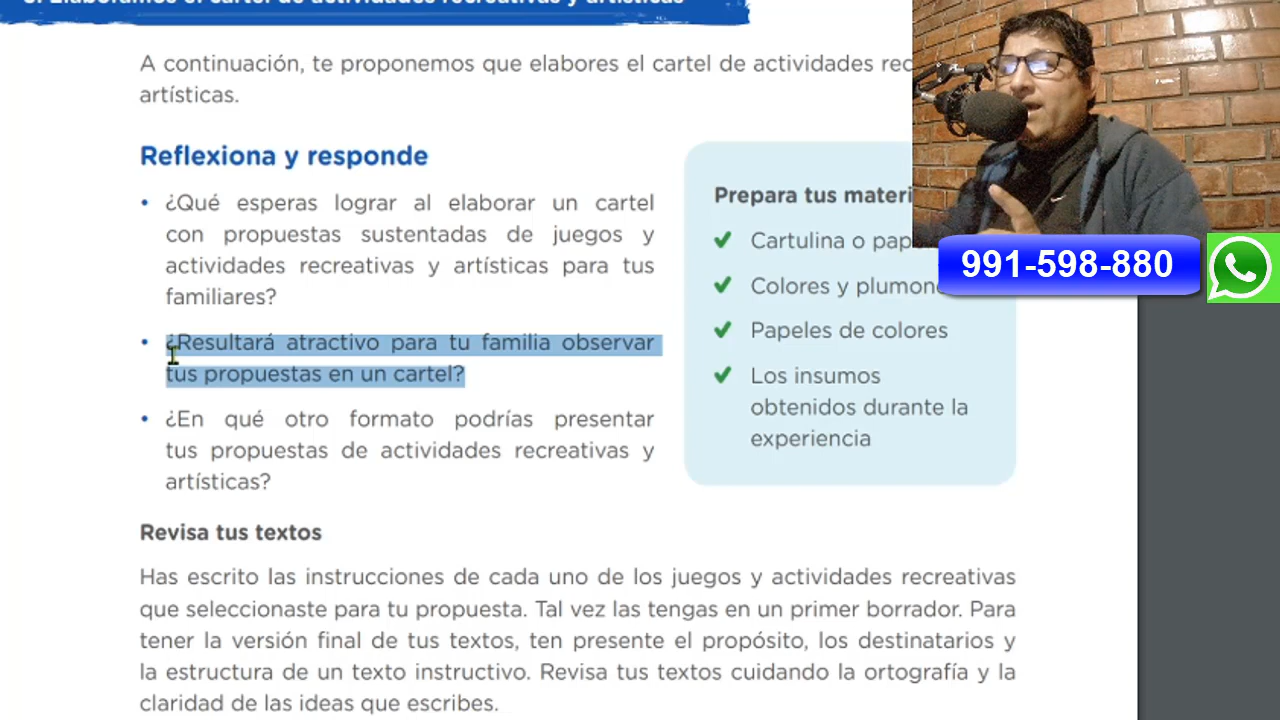 A continuación, te proponemos que elabores el cartel de actividades
artísticas.
Reflexiona y responde
• ¿Qué esperas lograr al elaborar un cartel
con propuestas sustentadas de juegos y
actividades recreativas y artísticas para tus
familiares?
• ¿Resultará atractivo para tu familia observar
tus propuestas en un cartel?
• ¿En qué otro formato podrías presentar
tus propuestas de actividades recreativas y
artísticas?
Prepara tus
✔ Cartulina o
✔ Colores y
✔ Papeles de colores
✔ Los insumos
obtenidos durante la
experiencia
991-598-880
Revisa tus textos
Has escrito las instrucciones de cada uno de los juegos y actividades recreativas
que seleccionaste para tu propuesta. Tal vez las tengas en un primer borrador. Para
tener la versión final de tus textos, ten presente el propósito, los destinatarios y
la estructura de un texto instructivo. Revisa tus textos cuidando la ortografía y la
claridad de las ideas que escribes.